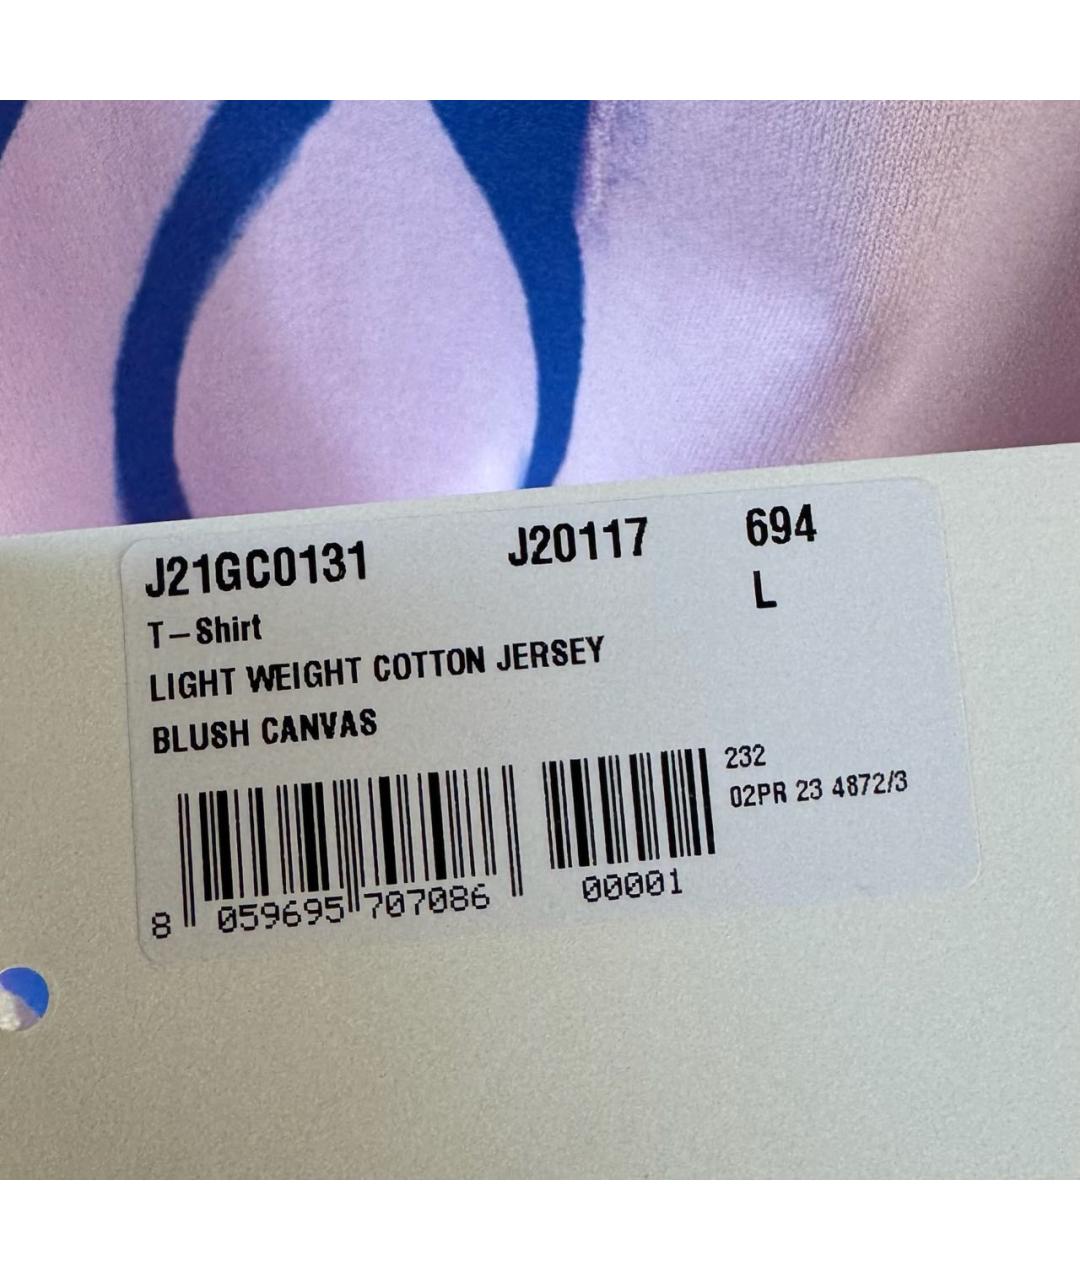 J21GC0131 J20117 694
L
T-Shirt
LIGHT WEIGHT COTTON JERSEY
BLUSH CANVAS
232
02PR 23 4872/3
8 059695 707086 00001